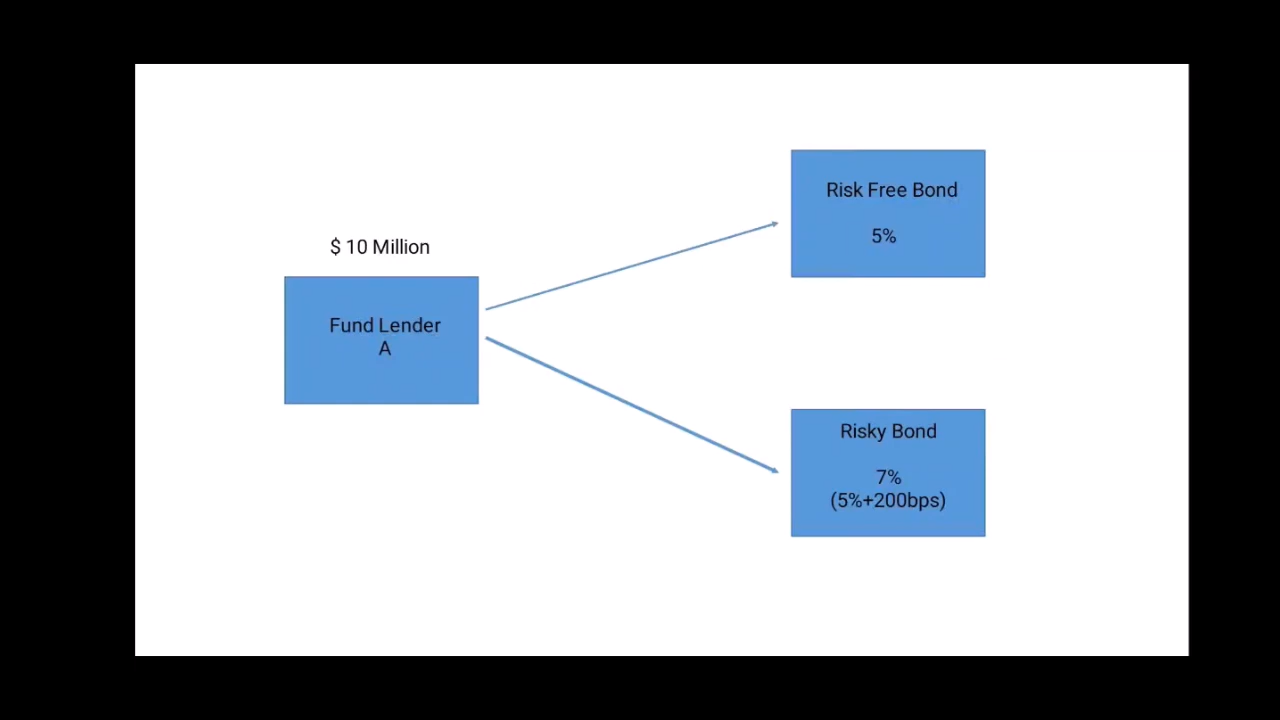 $ 10 Million
Fund Lender
A
Risk Free Bond
5%
Risky Bond
7%
(5%+200bps)